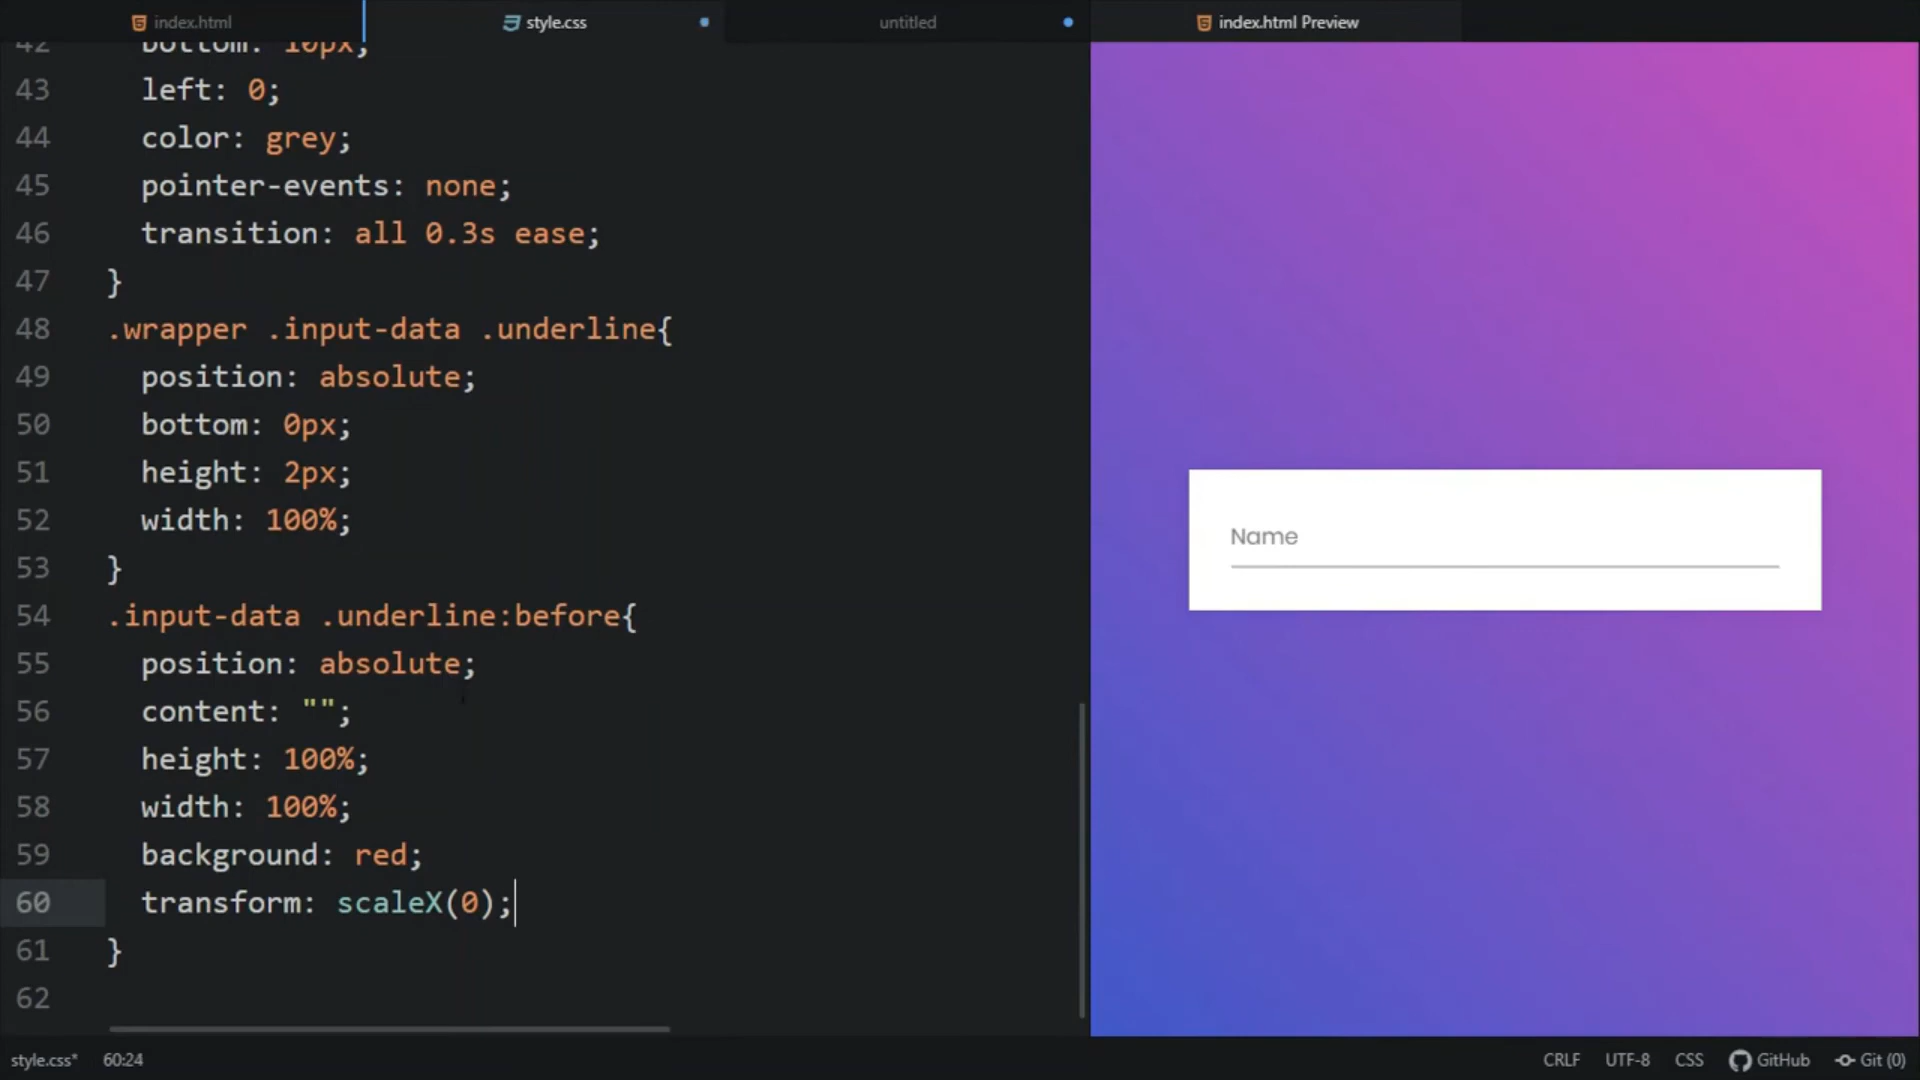 index.html
style.css
untitled
index.html Preview
42 bottom: 10px;
43 left: 0;
44 color: grey;
45 pointer-events: none;
46 transition: all 0.3s ease;
47 }
48 .wrapper .input-data .underline{
49 position: absolute;
50 bottom: 0px;
51 height: 2px;
52 width: 100%;
53 }
54 .input-data .underline:before{
55 position: absolute;
56 content: "";
57 height: 100%;
58 width: 100%;
59 background: red;
60 transform: scaleX(0);
61 }
62
Name
style.css* 60:24
CRLF UTF-8 CSS GitHub Git (0)